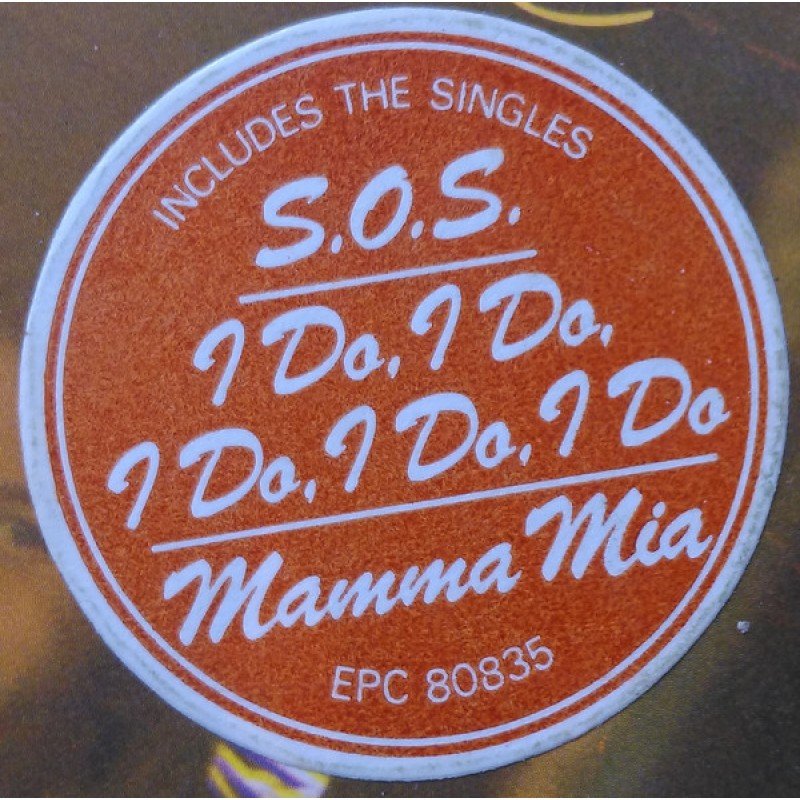 INCLUDES THE SINGLES
S.O.S.
I Do, I Do,
I Do, I Do, I Do
Mamma Mia
EPC 80835